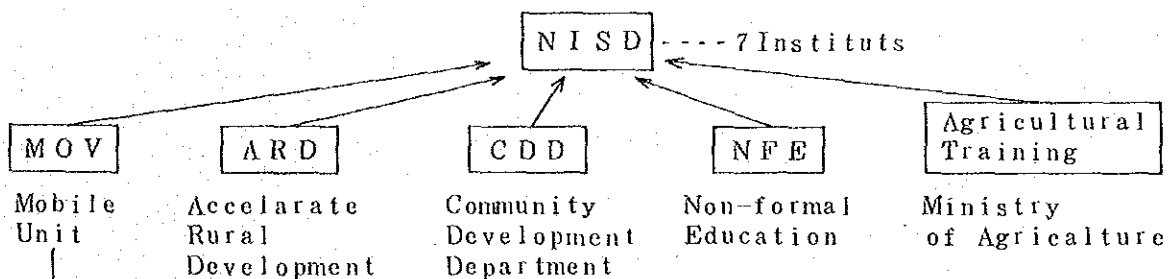 NISD ---- 7 Instituts
MOV
ARD
CDD
NFE
Agricultural
Training
Mobile
Unit
Accelarate
Rural
Development
Community
Development
Department
Non-formal
Education
Ministry
of Agricalture